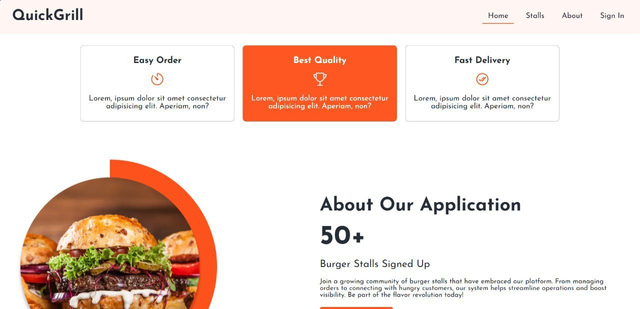 QuickGrill
Home Stalls About Sign In
Easy Order
Lorem, ipsum dolor sit amet consectetur
adipisicing elit. Aperiam, non?
Best Quality
Lorem, ipsum dolor sit amet consectetur
adipisicing elit. Aperiam, non?
Fast Delivery
Lorem, ipsum dolor sit amet consectetur
adipisicing elit. Aperiam, non?
About Our Application
50+
Burger Stalls Signed Up
Join a growing community of burger stalls that have embraced our platform. From managing
orders to connecting with hungry customers, our system helps streamline operations and boost
visibility. Be part of the flavor revolution today!